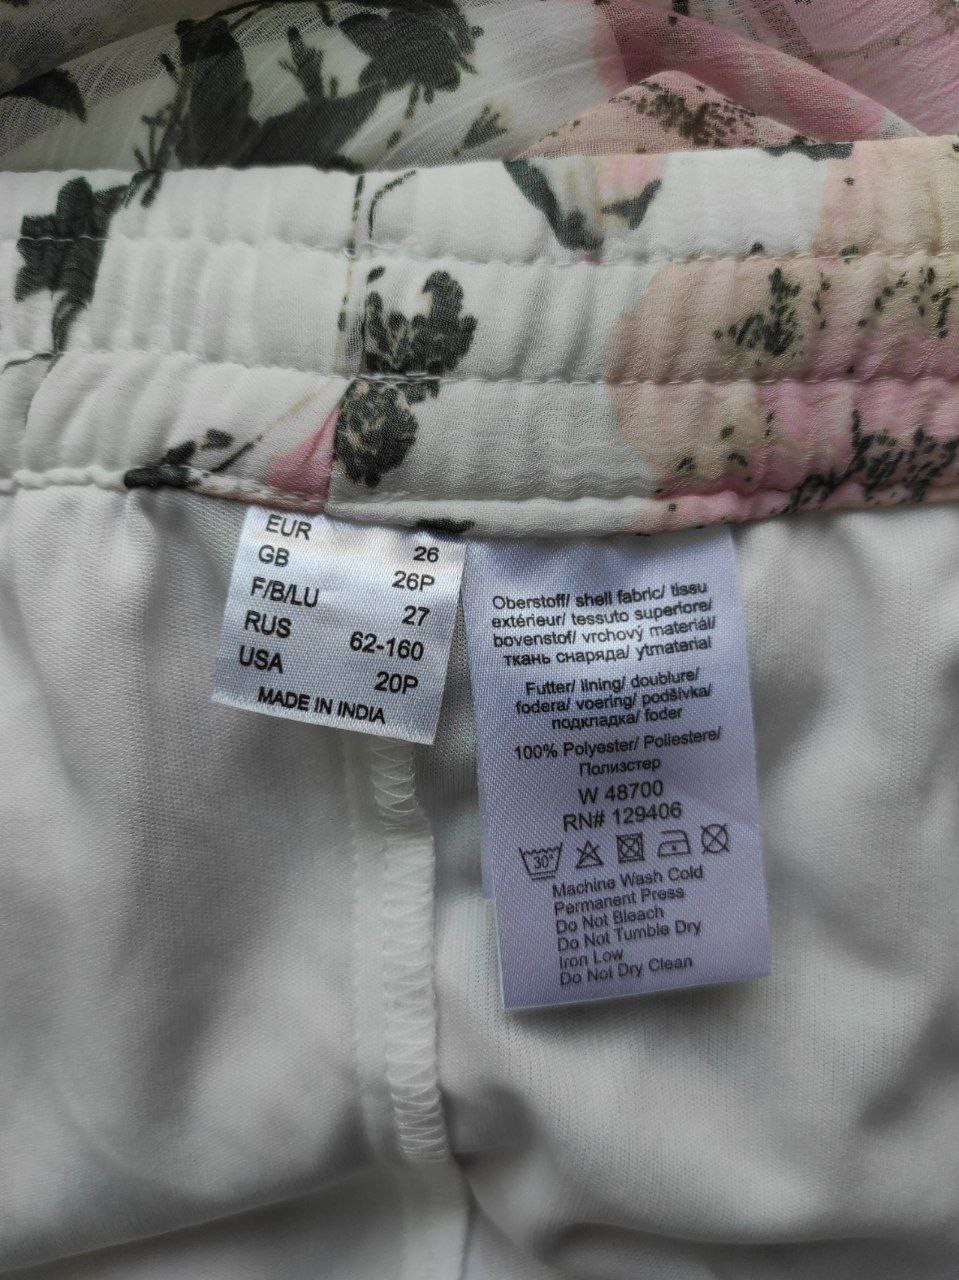 EUR 26
GB 26P
F/B/LU 27
RUS 62-160
USA 20P
MADE IN INDIA
Oberstoff/ shell fabric/ tissu
extérieur/ tessuto superiore/
bovenstof/ vrchový materiál/
ткань снаряда/ ytmaterial
Futter/ lining/ doublure/
fodera/ voering/ podšívka/
подкладка/ foder
100% Polyester/ Poliestere/
Полиэстер
W 48700
RN# 129406
30°
Machine Wash Cold
Permanent Press
Do Not Bleach
Do Not Tumble Dry
Iron Low
Do Not Dry Clean